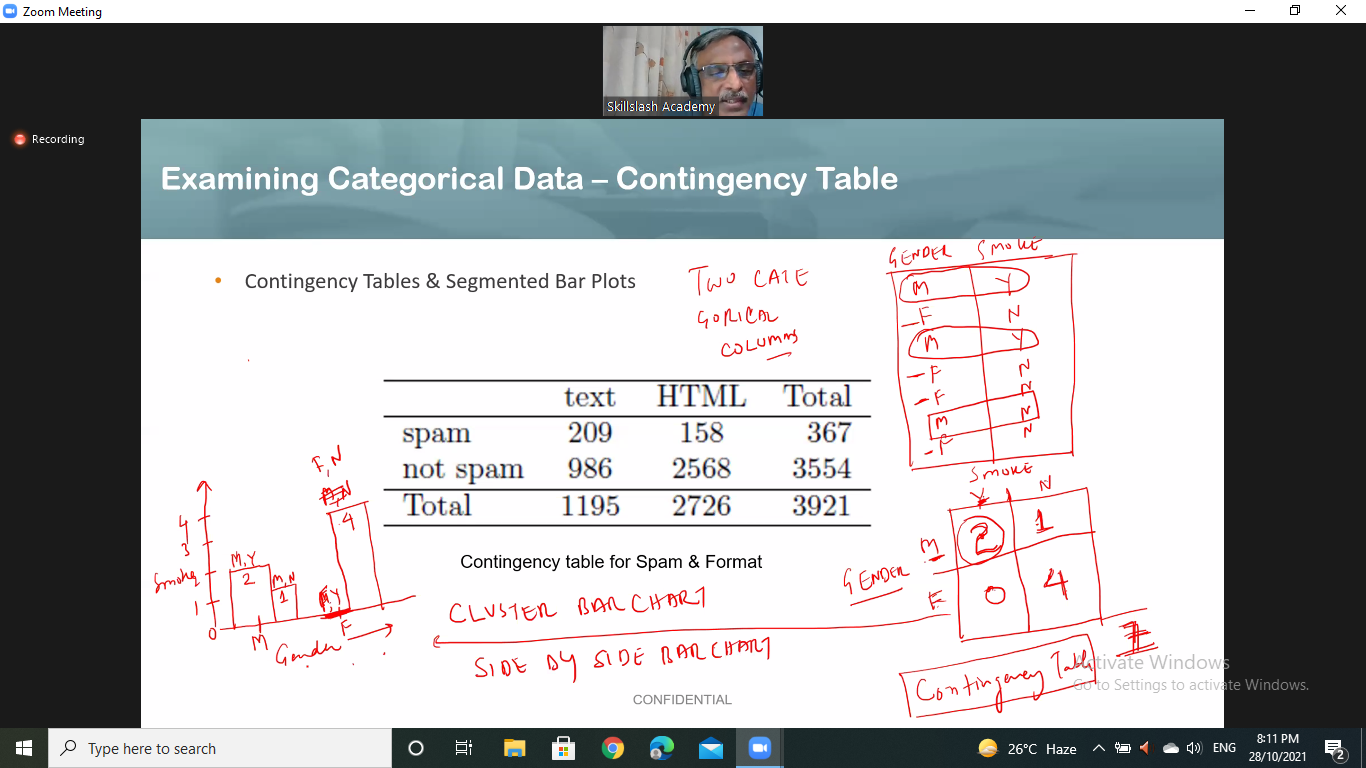 Zoom Meeting
Skillslash Academy
Recording
Examining Categorical Data – Contingency Table
• Contingency Tables & Segmented Bar Plots
TWO CATE
GORICAL
COLUMNS
GENDER SMOKE
M Y
F N
M Y
F N
F N
M N
F N
text HTML Total
spam 209 158 367
not spam 986 2568 3554
Total 1195 2726 3921
Contingency table for Spam & Format
SMOKE
Y N
M 2 1
GENDER
F 0 4
7
Contingency Table
F, N
4
4
3
M, Y
2
M, N
1
Smoke
1
F, Y
0
M
F
Gender
CLUSTER BAR CHART
SIDE BY SIDE BAR CHART
CONFIDENTIAL
Activate Windows
Go to Settings to activate Windows.
Type here to search
26°C Haze
ENG
8:11 PM
28/10/2021
2